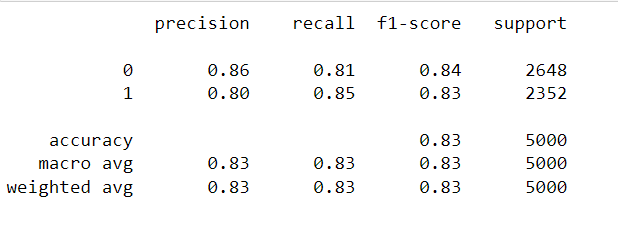 precision recall f1-score support
0 0.86 0.81 0.84 2648
1 0.80 0.85 0.83 2352
accuracy 0.83 5000
macro avg 0.83 0.83 0.83 5000
weighted avg 0.83 0.83 0.83 5000